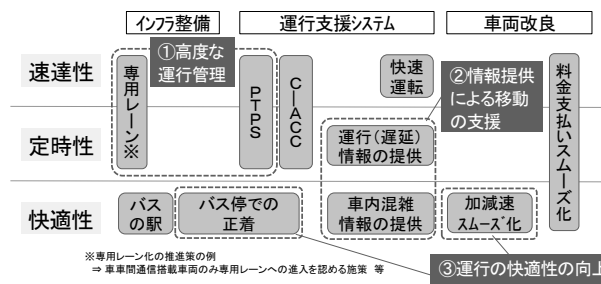 インフラ整備
運行支援システム
車両改良
速達性
定時性
快適性
①高度な
運行管理
専用レーン※
PTPS
C-ACC
快速
運転
②情報提供
による移動
の支援
料金支払いスムーズ化
運行（遅延）
情報の提供
バス
の駅
バス停での
正着
車内混雑
情報の提供
加減速
スムーズ化
※専用レーン化の推進策の例
⇒ 車車間通信搭載車両のみ専用レーンへの進入を認める施策 等
③運行の快適性の向上